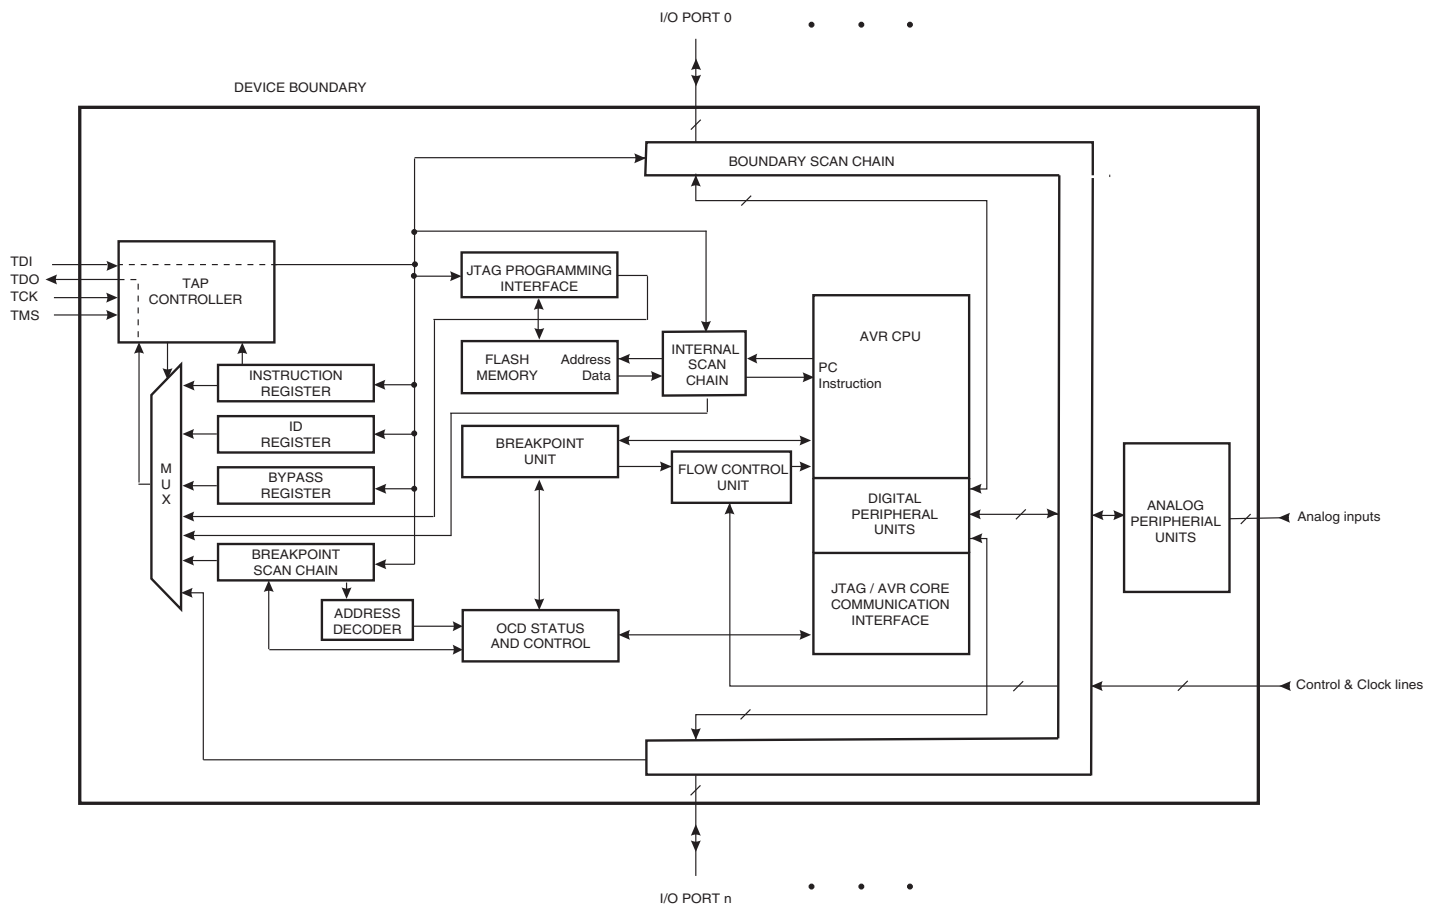 I/O PORT 0
DEVICE BOUNDARY
BOUNDARY SCAN CHAIN
TDI
TDO
TCK
TMS
TAP
CONTROLLER
JTAG PROGRAMMING
INTERFACE
FLASH
MEMORY
Address
Data
INTERNAL
SCAN
CHAIN
AVR CPU
PC
Instruction
INSTRUCTION
REGISTER
ID
REGISTER
BYPASS
REGISTER
M
U
X
BREAKPOINT
UNIT
FLOW CONTROL
UNIT
DIGITAL
PERIPHERAL
UNITS
ANALOG
PERIPHERIAL
UNITS
Analog inputs
BREAKPOINT
SCAN CHAIN
ADDRESS
DECODER
OCD STATUS
AND CONTROL
JTAG / AVR CORE
COMMUNICATION
INTERFACE
Control & Clock lines
I/O PORT n